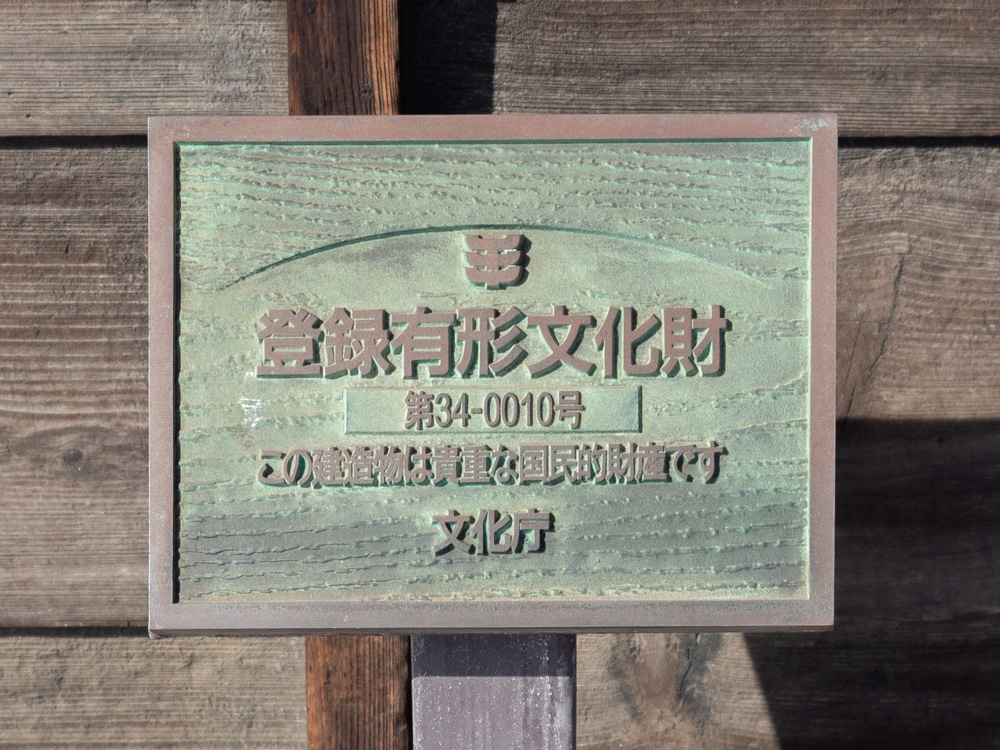 登録有形文化財
第34-0010号
この建造物は貴重な国民的財産です
文化庁